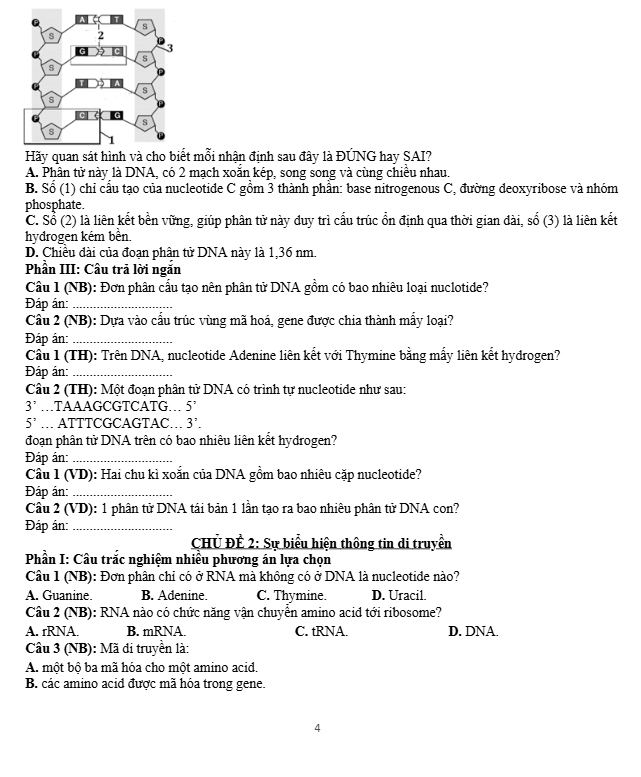 P A T S
S 2 P 3
P G C S
S P
P T A S
S P
P C G S
S 1 P
Hãy quan sát hình và cho biết mỗi nhận định sau đây là ĐÚNG hay SAI?
A. Phân tử này là DNA, có 2 mạch xoắn kép, song song và cùng chiều nhau.
B. Số (1) chỉ cấu tạo của nucleotide C gồm 3 thành phần: base nitrogenous C, đường deoxyribose và nhóm
phosphate.
C. Số (2) là liên kết bền vững, giúp phân tử này duy trì cấu trúc ổn định qua thời gian dài, số (3) là liên kết
hydrogen kém bền.
D. Chiều dài của đoạn phân tử DNA này là 1,36 nm.
Phần III: Câu trả lời ngắn
Câu 1 (NB): Đơn phân cấu tạo nên phân tử DNA gồm có bao nhiêu loại nuclotide?
Đáp án: ..............................
Câu 2 (NB): Dựa vào cấu trúc vùng mã hoá, gene được chia thành mấy loại?
Đáp án: ..............................
Câu 1 (TH): Trên DNA, nucleotide Adenine liên kết với Thymine bằng mấy liên kết hydrogen?
Đáp án: ..............................
Câu 2 (TH): Một đoạn phân tử DNA có trình tự nucleotide như sau:
3’ …TAAAGCGTCATG… 5’
5’ … ATTTCGCAGTAC… 3’.
đoạn phân tử DNA trên có bao nhiêu liên kết hydrogen?
Đáp án: ..............................
Câu 1 (VD): Hai chu kì xoắn của DNA gồm bao nhiêu cặp nucleotide?
Đáp án: ..............................
Câu 2 (VD): 1 phân tử DNA tái bản 1 lần tạo ra bao nhiêu phân tử DNA con?
Đáp án: ..............................
CHỦ ĐỀ 2: Sự biểu hiện thông tin di truyền
Phần I: Câu trắc nghiệm nhiều phương án lựa chọn
Câu 1 (NB): Đơn phân chỉ có ở RNA mà không có ở DNA là nucleotide nào?
A. Guanine. B. Adenine. C. Thymine. D. Uracil.
Câu 2 (NB): RNA nào có chức năng vận chuyển amino acid tới ribosome?
A. rRNA. B. mRNA. C. tRNA. D. DNA.
Câu 3 (NB): Mã di truyền là:
A. một bộ ba mã hóa cho một amino acid.
B. các amino acid được mã hóa trong gene.
4